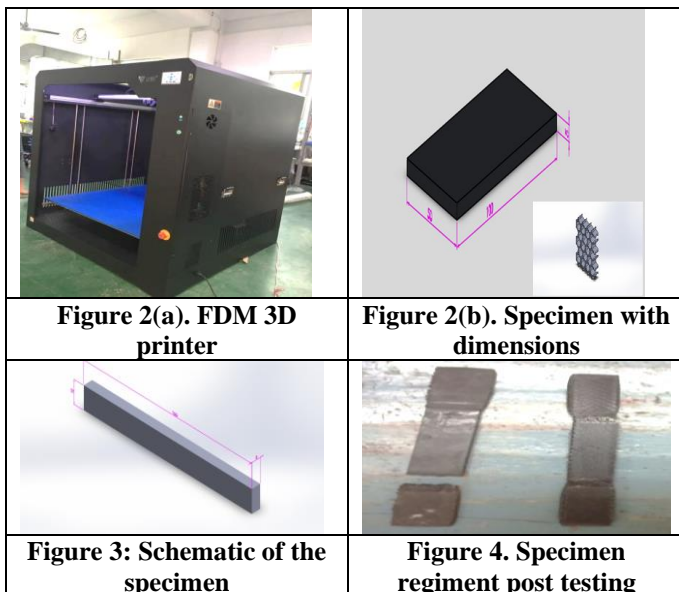 Figure 2(a). FDM 3D
printer
Figure 2(b). Specimen with
dimensions
Figure 3: Schematic of the
specimen
Figure 4. Specimen
regiment post testing